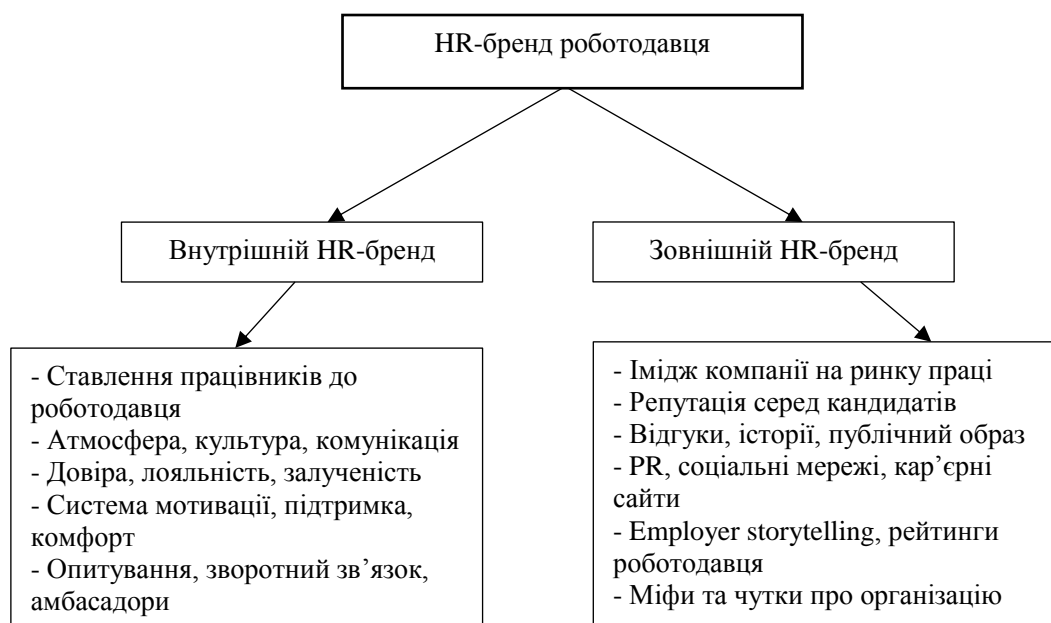 HR-бренд роботодавця
Внутрішній HR-бренд
Зовнішній HR-бренд
- Ставлення працівників до
роботодавця
- Атмосфера, культура, комунікація
- Довіра, лояльність, залученість
- Система мотивації, підтримка,
комфорт
- Опитування, зворотний зв’язок,
амбасадори
- Імідж компанії на ринку праці
- Репутація серед кандидатів
- Відгуки, історії, публічний образ
- PR, соціальні мережі, кар’єрні
сайти
- Employer storytelling, рейтинги
роботодавця
- Міфи та чутки про організацію